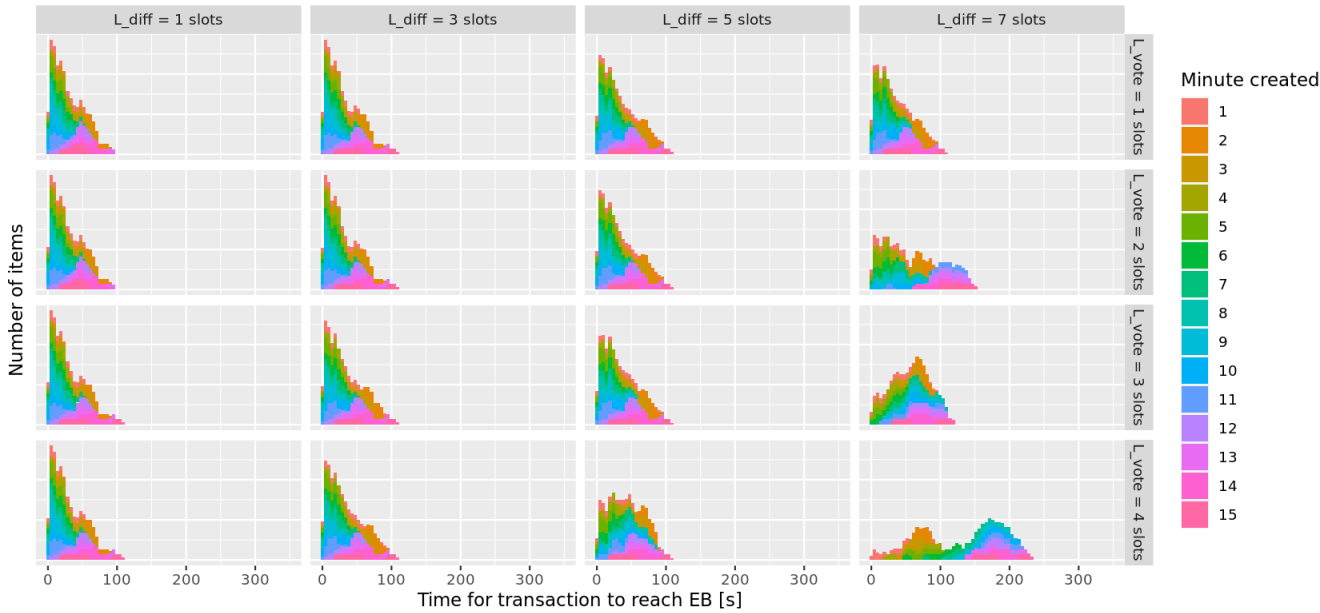 L_diff = 1 slots
L_diff = 3 slots
L_diff = 5 slots
L_diff = 7 slots
L_vote = 1 slots
L_vote = 2 slots
L_vote = 3 slots
L_vote = 4 slots
Number of items
0 100 200 300
0 100 200 300
0 100 200 300
0 100 200 300
Time for transaction to reach EB [s]
Minute created
1
2
3
4
5
6
7
8
9
10
11
12
13
14
15